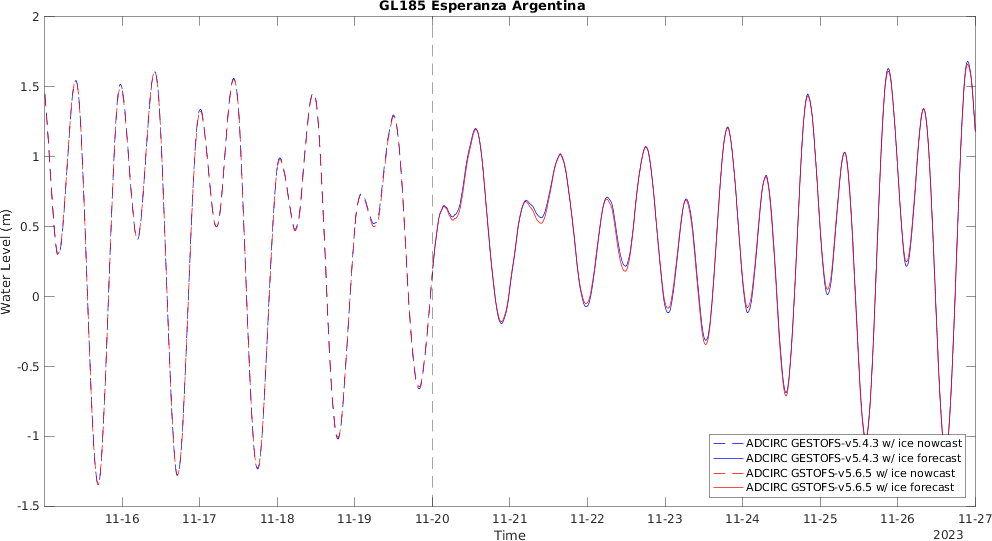 GL185 Esperanza Argentina
2
1.5
1
0.5
0
-0.5
-1
-1.5
Water Level (m)
ADCIRC GESTOFS-v5.4.3 w/ ice nowcast
ADCIRC GESTOFS-v5.4.3 w/ ice forecast
ADCIRC GSTOFS-v5.6.5 w/ ice nowcast
ADCIRC GSTOFS-v5.6.5 w/ ice forecast
11-16 11-17 11-18 11-19 11-20 11-21 11-22 11-23 11-24 11-25 11-26 11-27
Time
2023